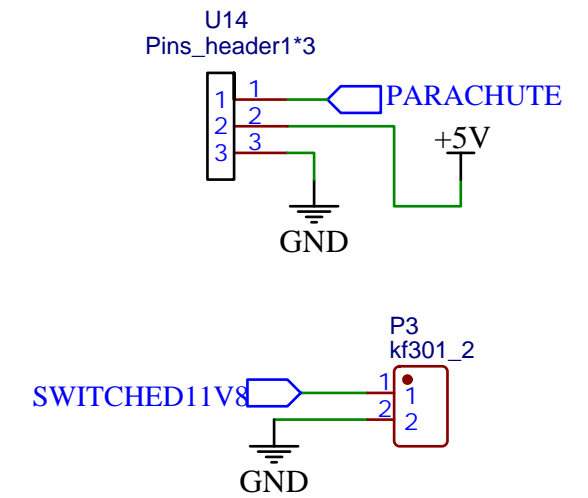 U14
Pins_header1*3
1 1 PARACHUTE
2 2 +5V
3 3
GND
P3
kf301_2
SWITCHED11V8 1 1
2 2
GND